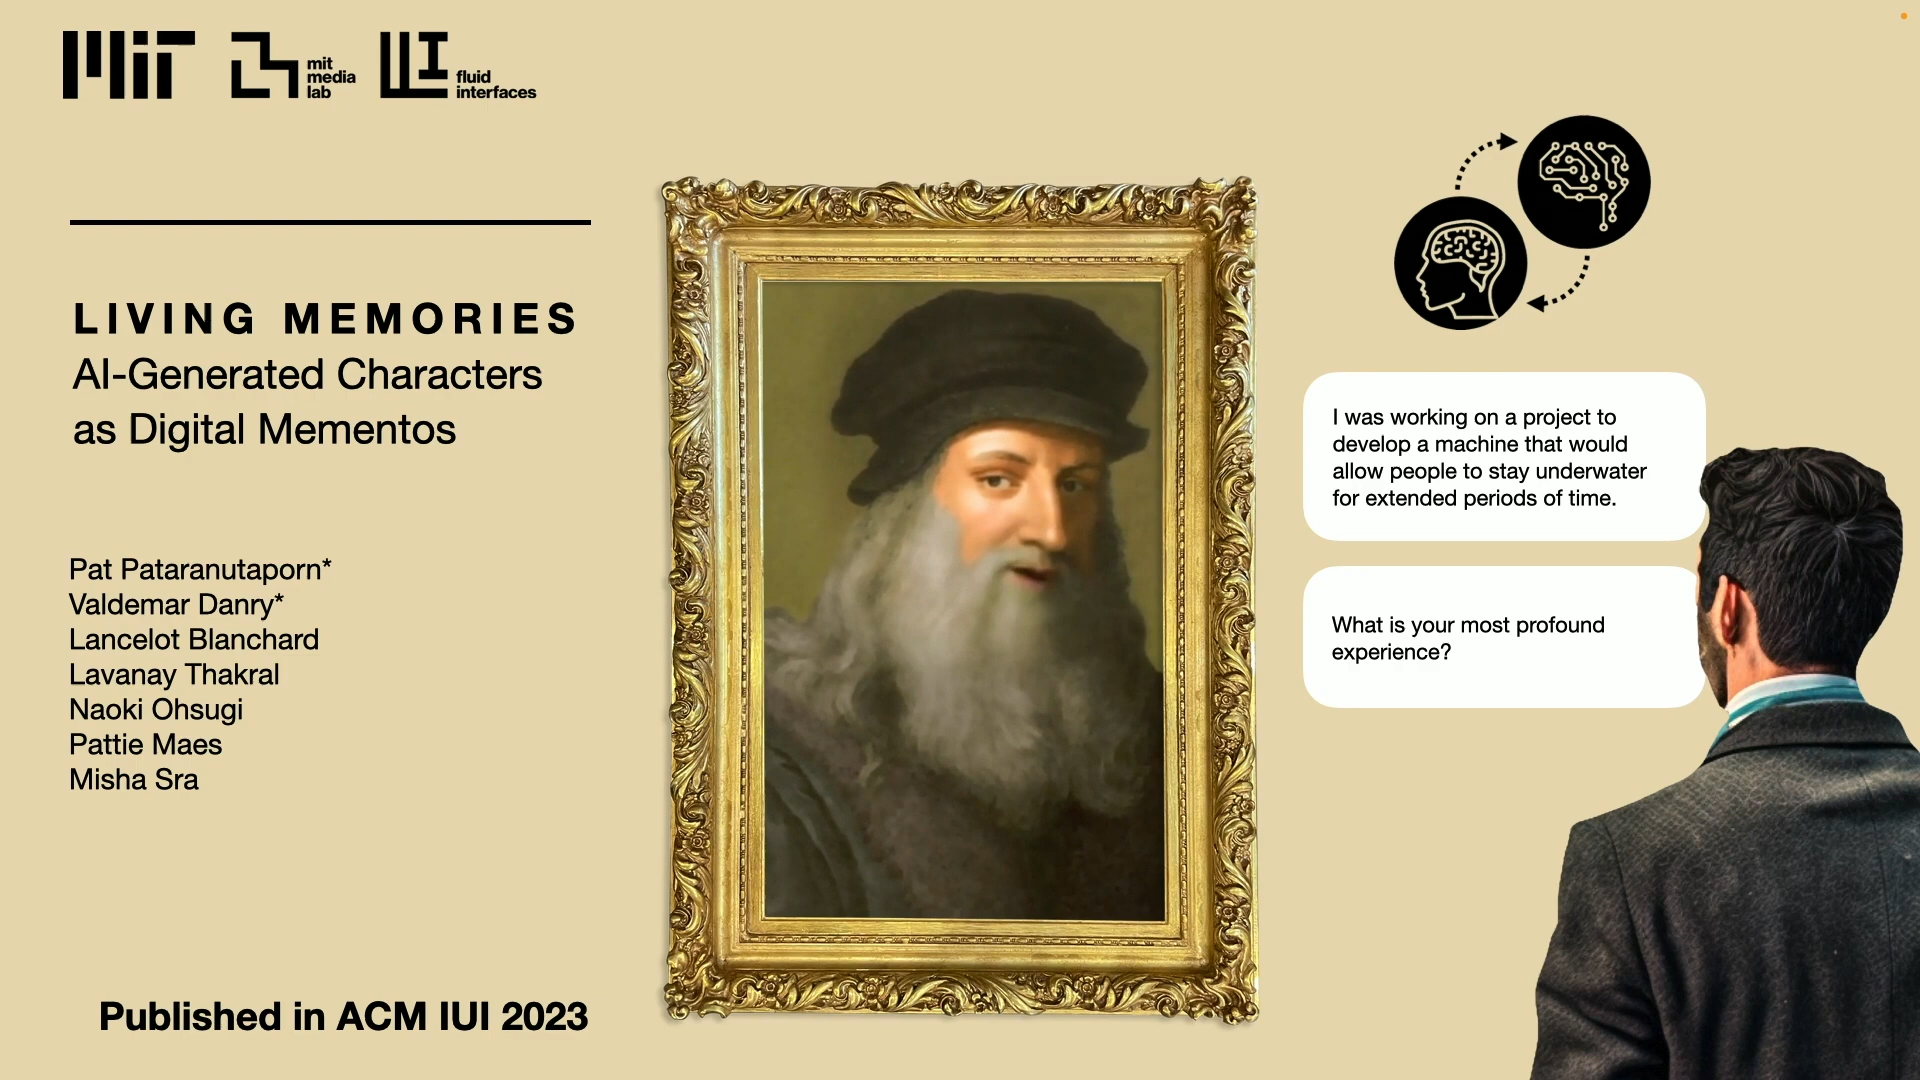 MIT
mit
media
lab
fluid
interfaces
LIVING MEMORIES
AI-Generated Characters
as Digital Mementos
Pat Pataranutaporn*
Valdemar Danry*
Lancelot Blanchard
Lavanay Thakral
Naoki Ohsugi
Pattie Maes
Misha Sra
Published in ACM IUI 2023
I was working on a project to
develop a machine that would
allow people to stay underwater
for extended periods of time.
What is your most profound
experience?